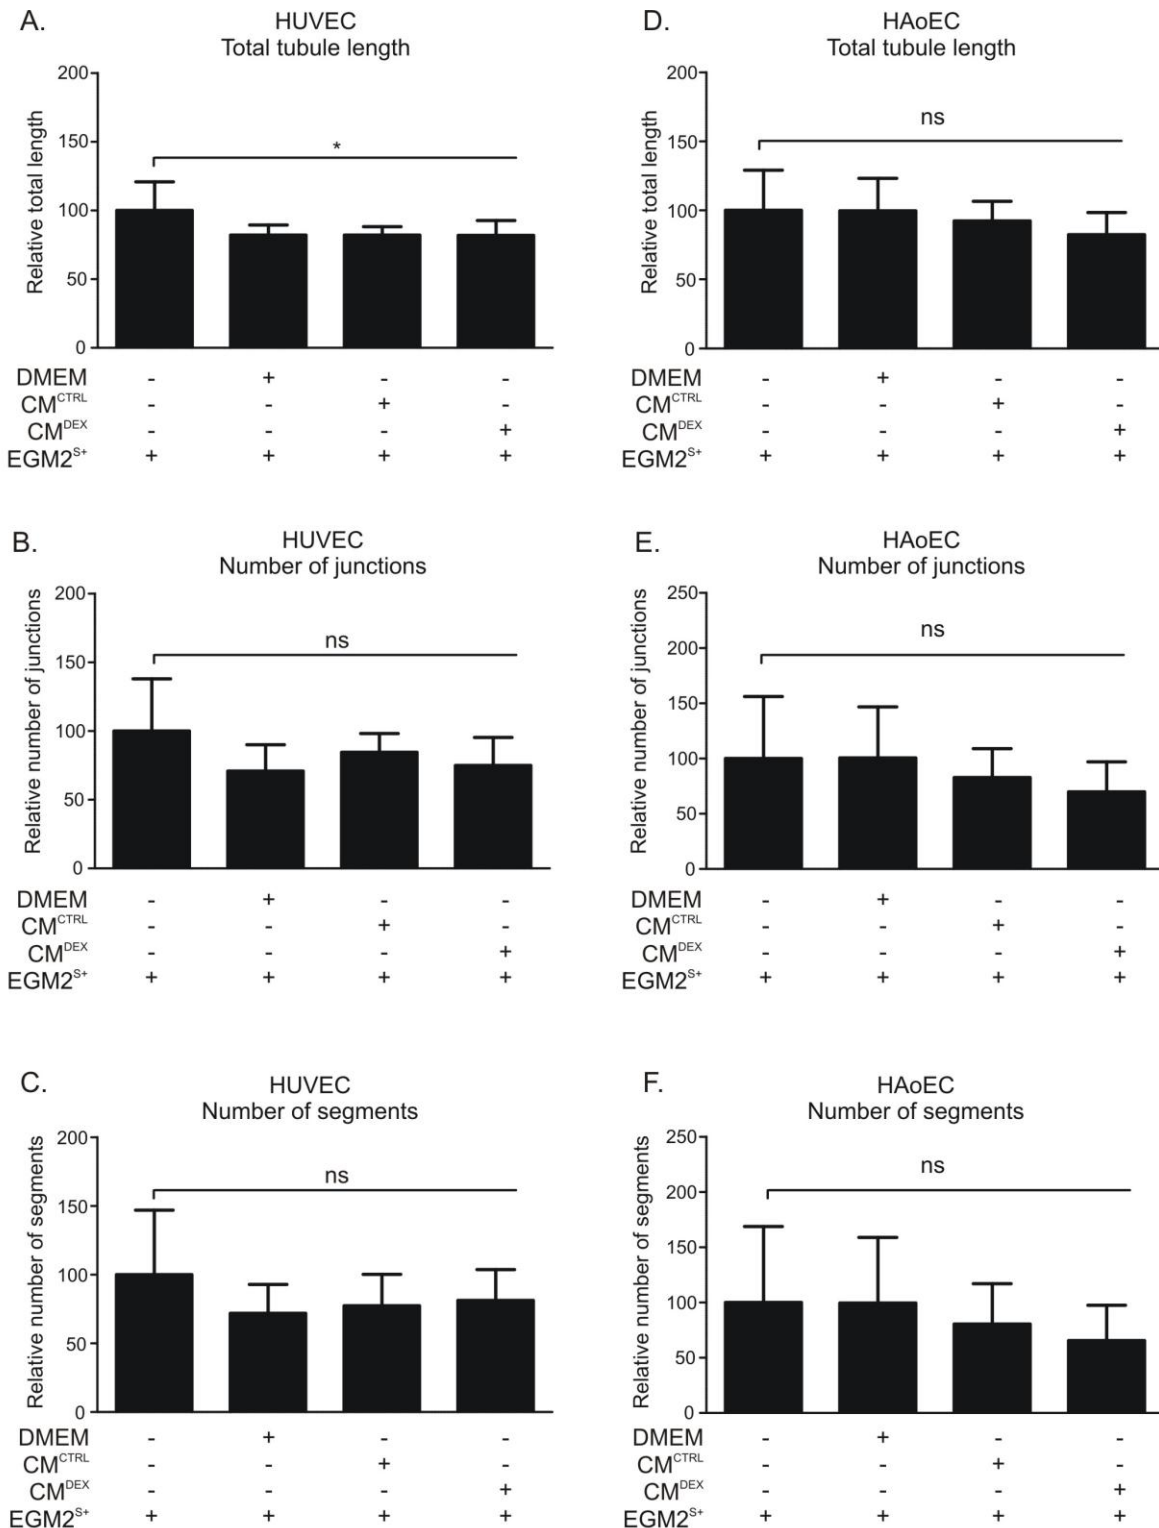 A.
HUVEC
Total tubule length
Relative total length
200
150
100
50
0
*
DMEM - + - -
CM^CTRL - - + -
CM^DEX - - - +
EGM2^S+ + + + +
B.
HUVEC
Number of junctions
Relative number of junctions
200
150
100
50
0
ns
DMEM - + - -
CM^CTRL - - + -
CM^DEX - - - +
EGM2^S+ + + + +
C.
HUVEC
Number of segments
Relative number of segments
200
150
100
50
0
ns
DMEM - + - -
CM^CTRL - - + -
CM^DEX - - - +
EGM2^S+ + + + +
D.
HAoEC
Total tubule length
Relative total length
200
150
100
50
0
ns
DMEM - + - -
CM^CTRL - - + -
CM^DEX - - - +
EGM2^S+ + + + +
E.
HAoEC
Number of junctions
Relative number of junctions
250
200
150
100
50
0
ns
DMEM - + - -
CM^CTRL - - + -
CM^DEX - - - +
EGM2^S+ + + + +
F.
HAoEC
Number of segments
Relative number of segments
250
200
150
100
50
0
ns
DMEM - + - -
CM^CTRL - - + -
CM^DEX - - - +
EGM2^S+ + + + +